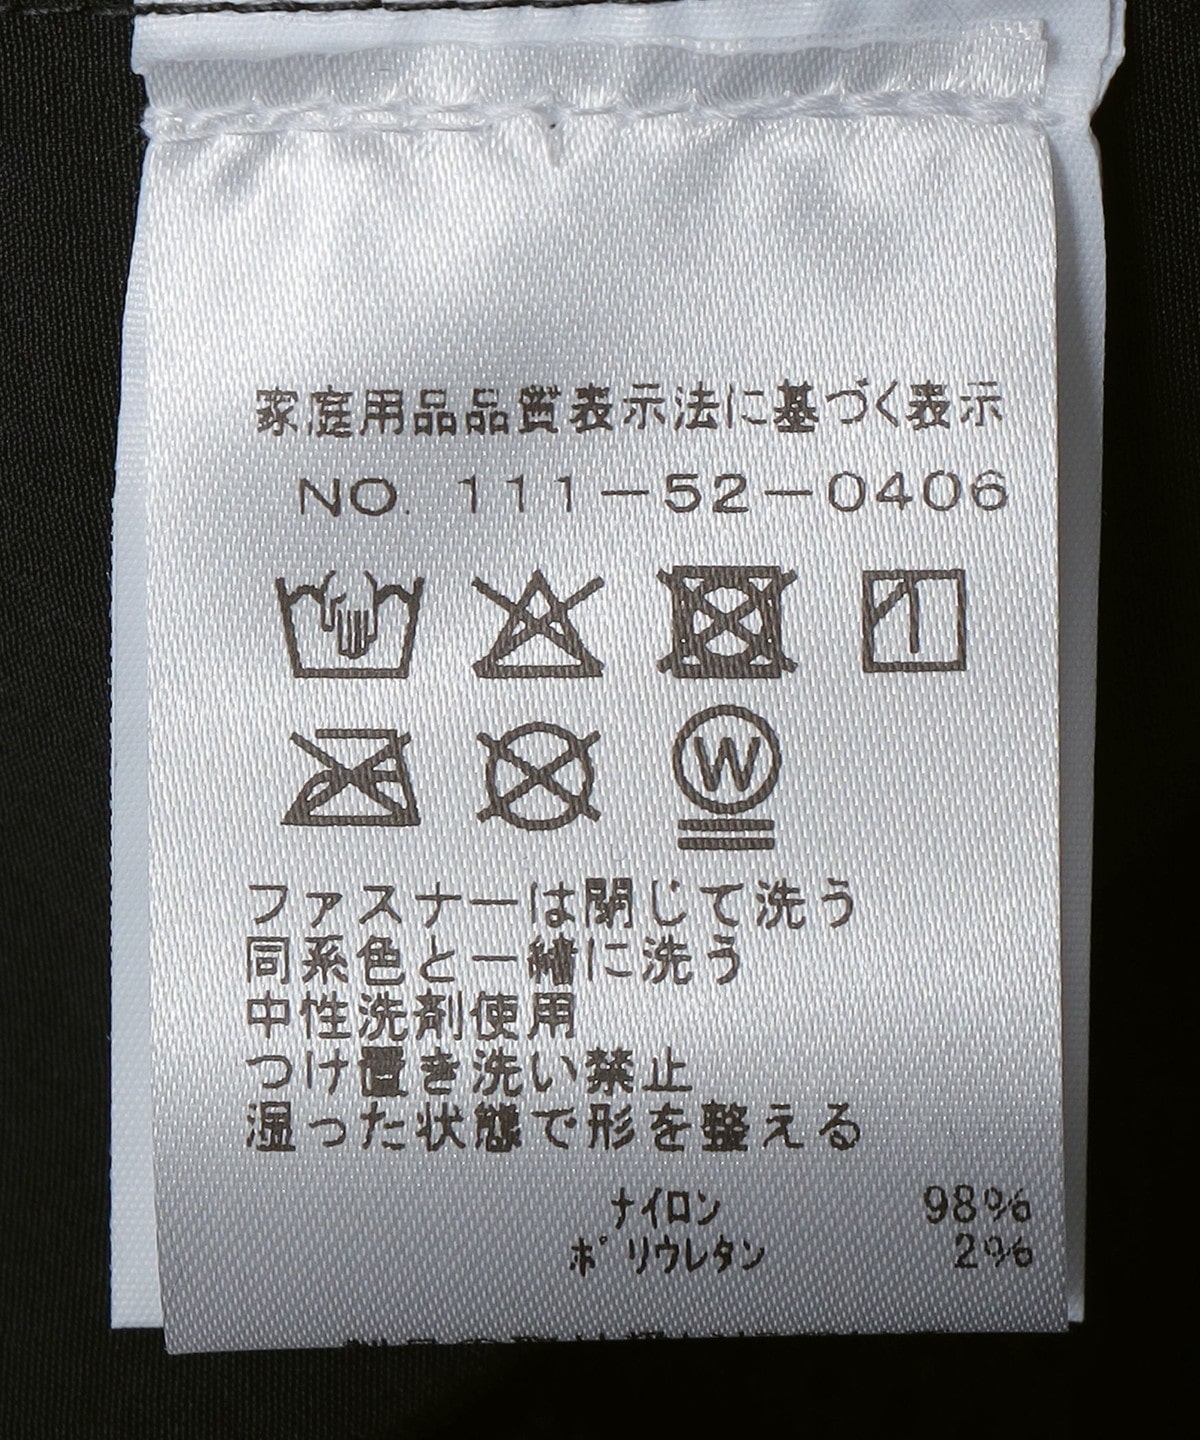 家庭用品品質表示法に基づく表示
NO. 111-52-0406
W
ファスナーは閉じて洗う
同系色と一緒に洗う
中性洗剤使用
つけ置き洗い禁止
湿った状態で形を整える
ナイロン 98%
ポリウレタン 2%